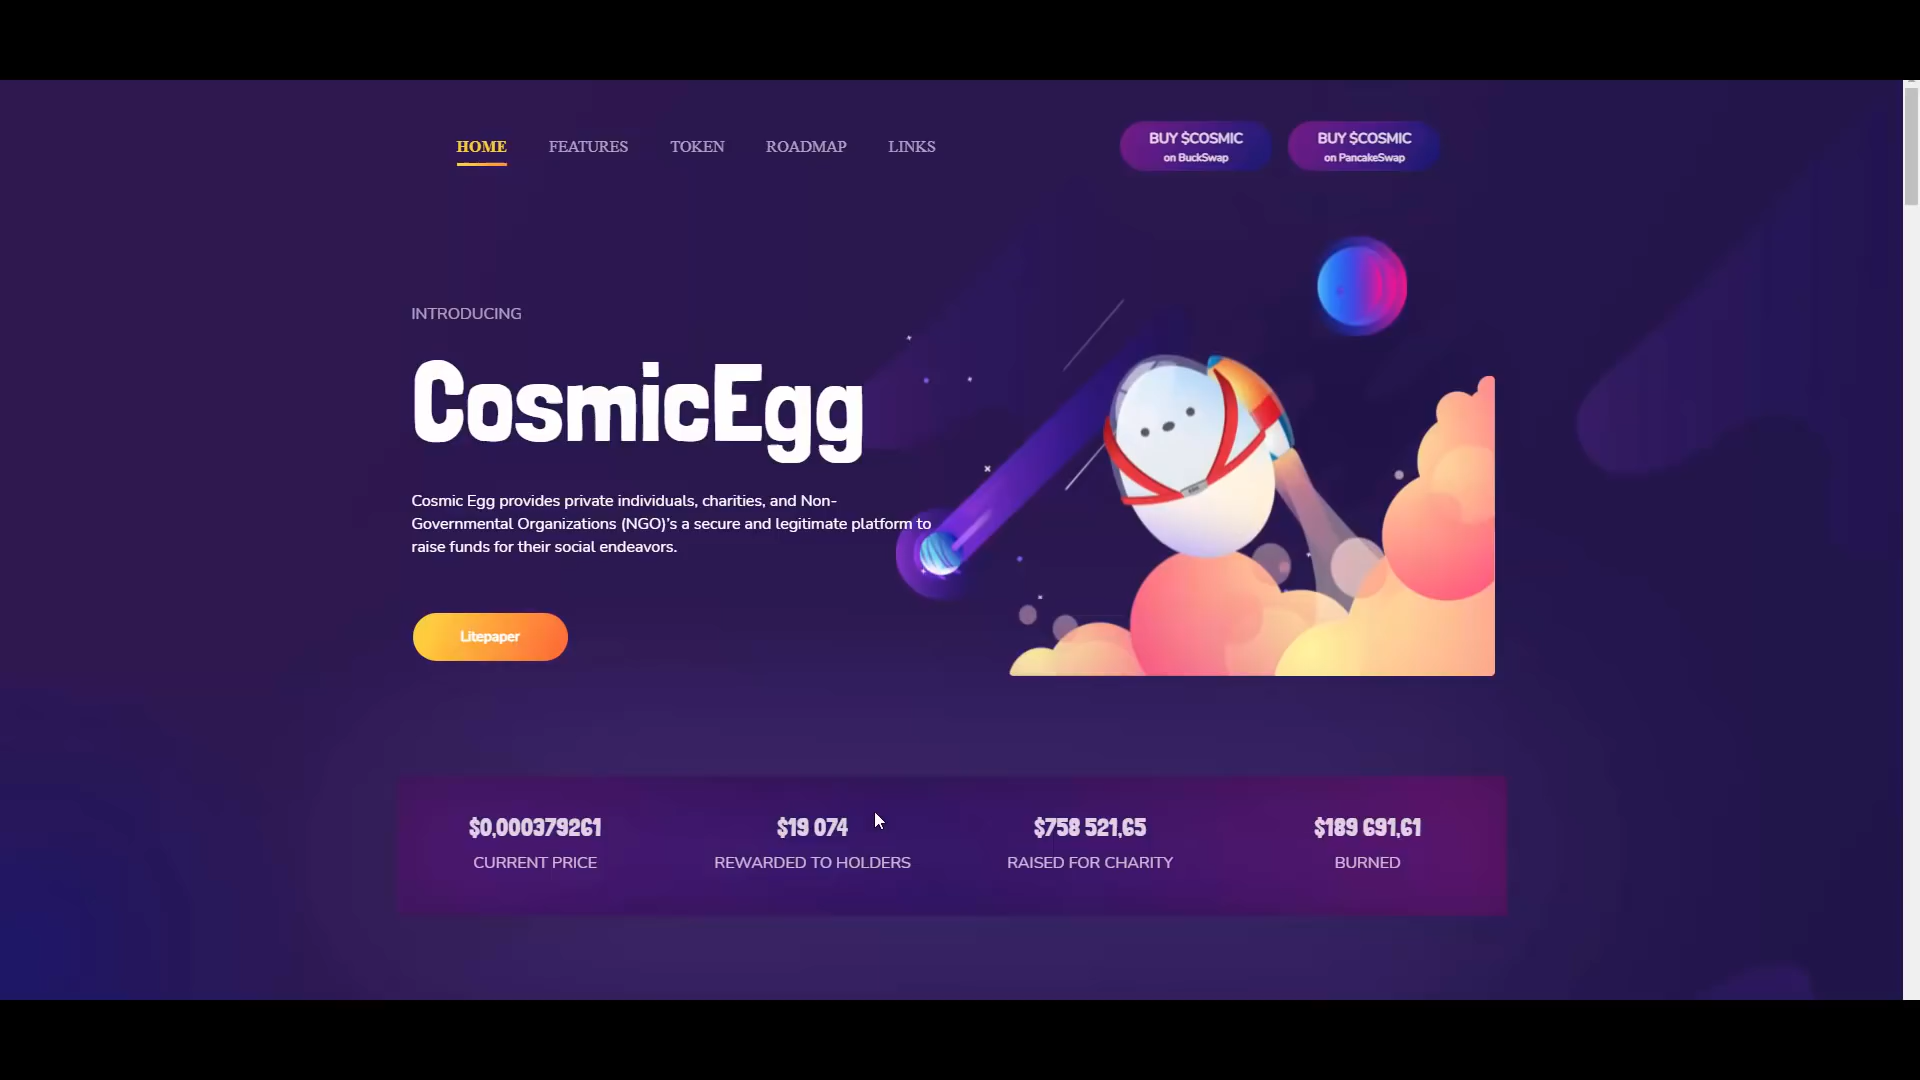 HOME FEATURES TOKEN ROADMAP LINKS
BUY $COSMIC
on BuckSwap
BUY $COSMIC
on PancakeSwap
INTRODUCING
CosmicEgg
Cosmic Egg provides private individuals, charities, and Non-
Governmental Organizations (NGO)’s a secure and legitimate platform to
raise funds for their social endeavors.
Litepaper
$0,000379261
CURRENT PRICE
$19 074
REWARDED TO HOLDERS
$758 521,65
RAISED FOR CHARITY
$189 691,61
BURNED